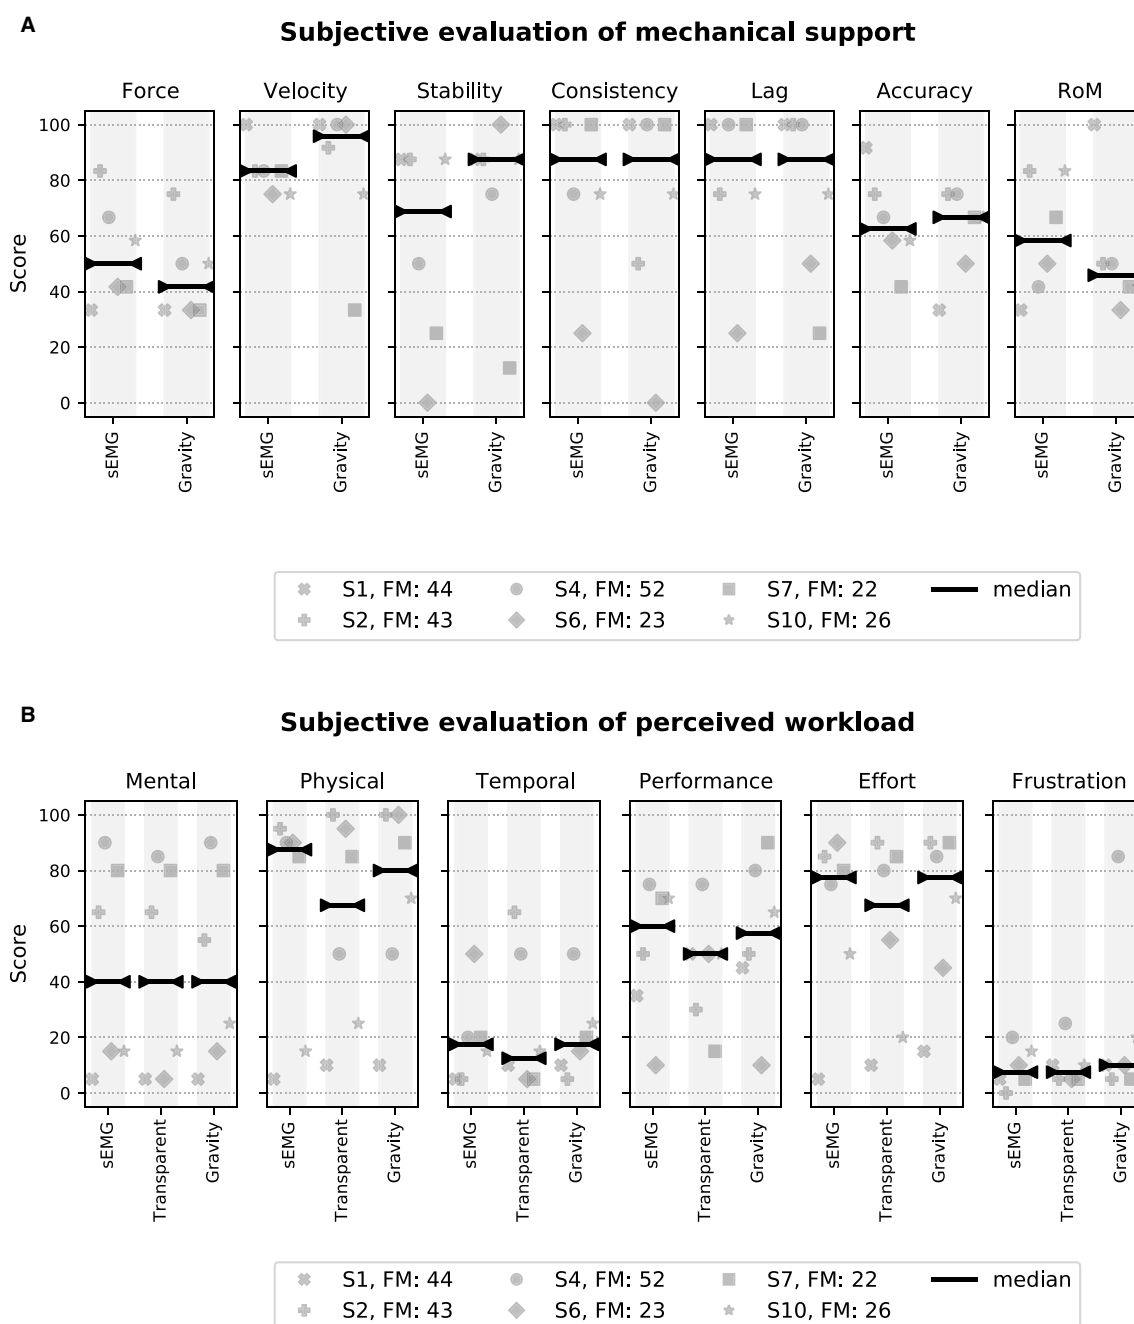 A
Subjective evaluation of mechanical support
Force Velocity Stability Consistency Lag Accuracy RoM
Score
100
80
60
40
20
0
sEMG Gravity sEMG Gravity sEMG Gravity sEMG Gravity sEMG Gravity sEMG Gravity sEMG Gravity
S1, FM: 44 S4, FM: 52 S7, FM: 22 median
S2, FM: 43 S6, FM: 23 S10, FM: 26
B
Subjective evaluation of perceived workload
Mental Physical Temporal Performance Effort Frustration
Score
100
80
60
40
20
0
sEMG Transparent Gravity sEMG Transparent Gravity sEMG Transparent Gravity sEMG Transparent Gravity sEMG Transparent Gravity sEMG Transparent Gravity
S1, FM: 44 S4, FM: 52 S7, FM: 22 median
S2, FM: 43 S6, FM: 23 S10, FM: 26